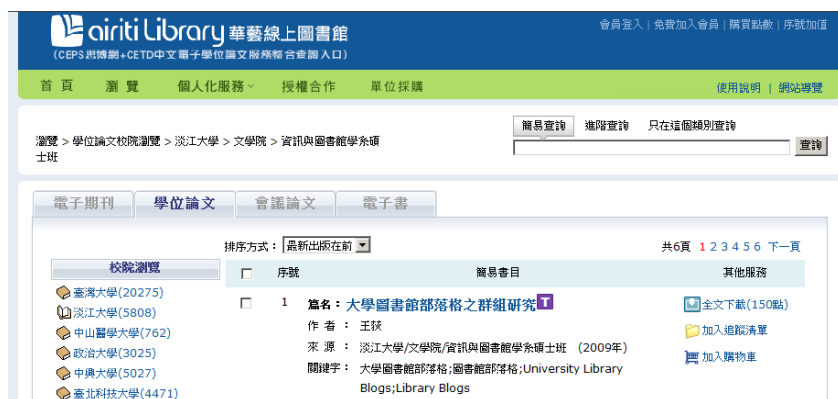 airiti Library 華藝線上圖書館
(CEPS思博網+CETD中文電子學位論文服務整合查詢入口)
會員登入 | 免費加入會員 | 購買點數 | 序號加值
首 頁 瀏 覽 個人化服務 授權合作 單位採購
使用說明 | 網站導覽
簡易查詢 進階查詢 只在這個類別查詢
瀏覽 > 學位論文校院瀏覽 > 淡江大學 > 文學院 > 資訊與圖書館學系碩
士班
查詢
電子期刊 學位論文 會議論文 電子書
排序方式： 最新出版在前 共6頁 1 2 3 4 5 6 下一頁
校院瀏覽 序號 簡易書目 其他服務
臺灣大學(20275)
淡江大學(5808)
中山醫學大學(762)
政治大學(3025)
中興大學(5027)
臺北科技大學(4471)
1 篇名：大學圖書館部落格之群組研究 T
作 者 ： 王荻
來 源 ： 淡江大學/文學院/資訊與圖書館學系碩士班 (2009年)
關鍵字： 大學圖書館部落格;圖書館部落格;University Library
Blogs;Library Blogs
全文下載(150點)
加入追蹤清單
加入購物車